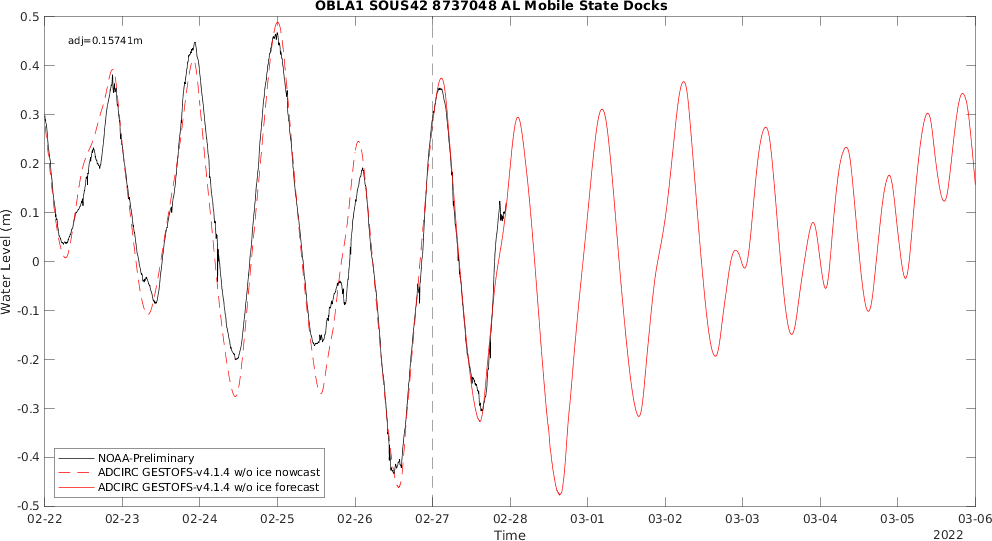 OBLA1 SOUS42 8737048 AL Mobile State Docks
adj=0.15741m
Water Level (m)
0.5
0.4
0.3
0.2
0.1
0
-0.1
-0.2
-0.3
-0.4
-0.5
NOAA-Preliminary
ADCIRC GESTOFS-v4.1.4 w/o ice nowcast
ADCIRC GESTOFS-v4.1.4 w/o ice forecast
02-22 02-23 02-24 02-25 02-26 02-27 02-28 03-01 03-02 03-03 03-04 03-05 03-06
Time
2022